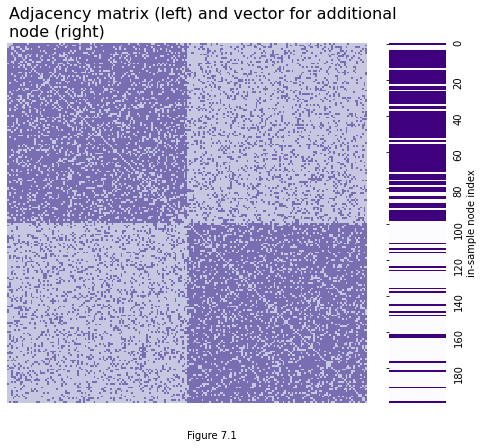 Adjacency matrix (left) and vector for additional
node (right)
0
20
40
60
80
100
120
140
160
180
in-sample node index
Figure 7.1